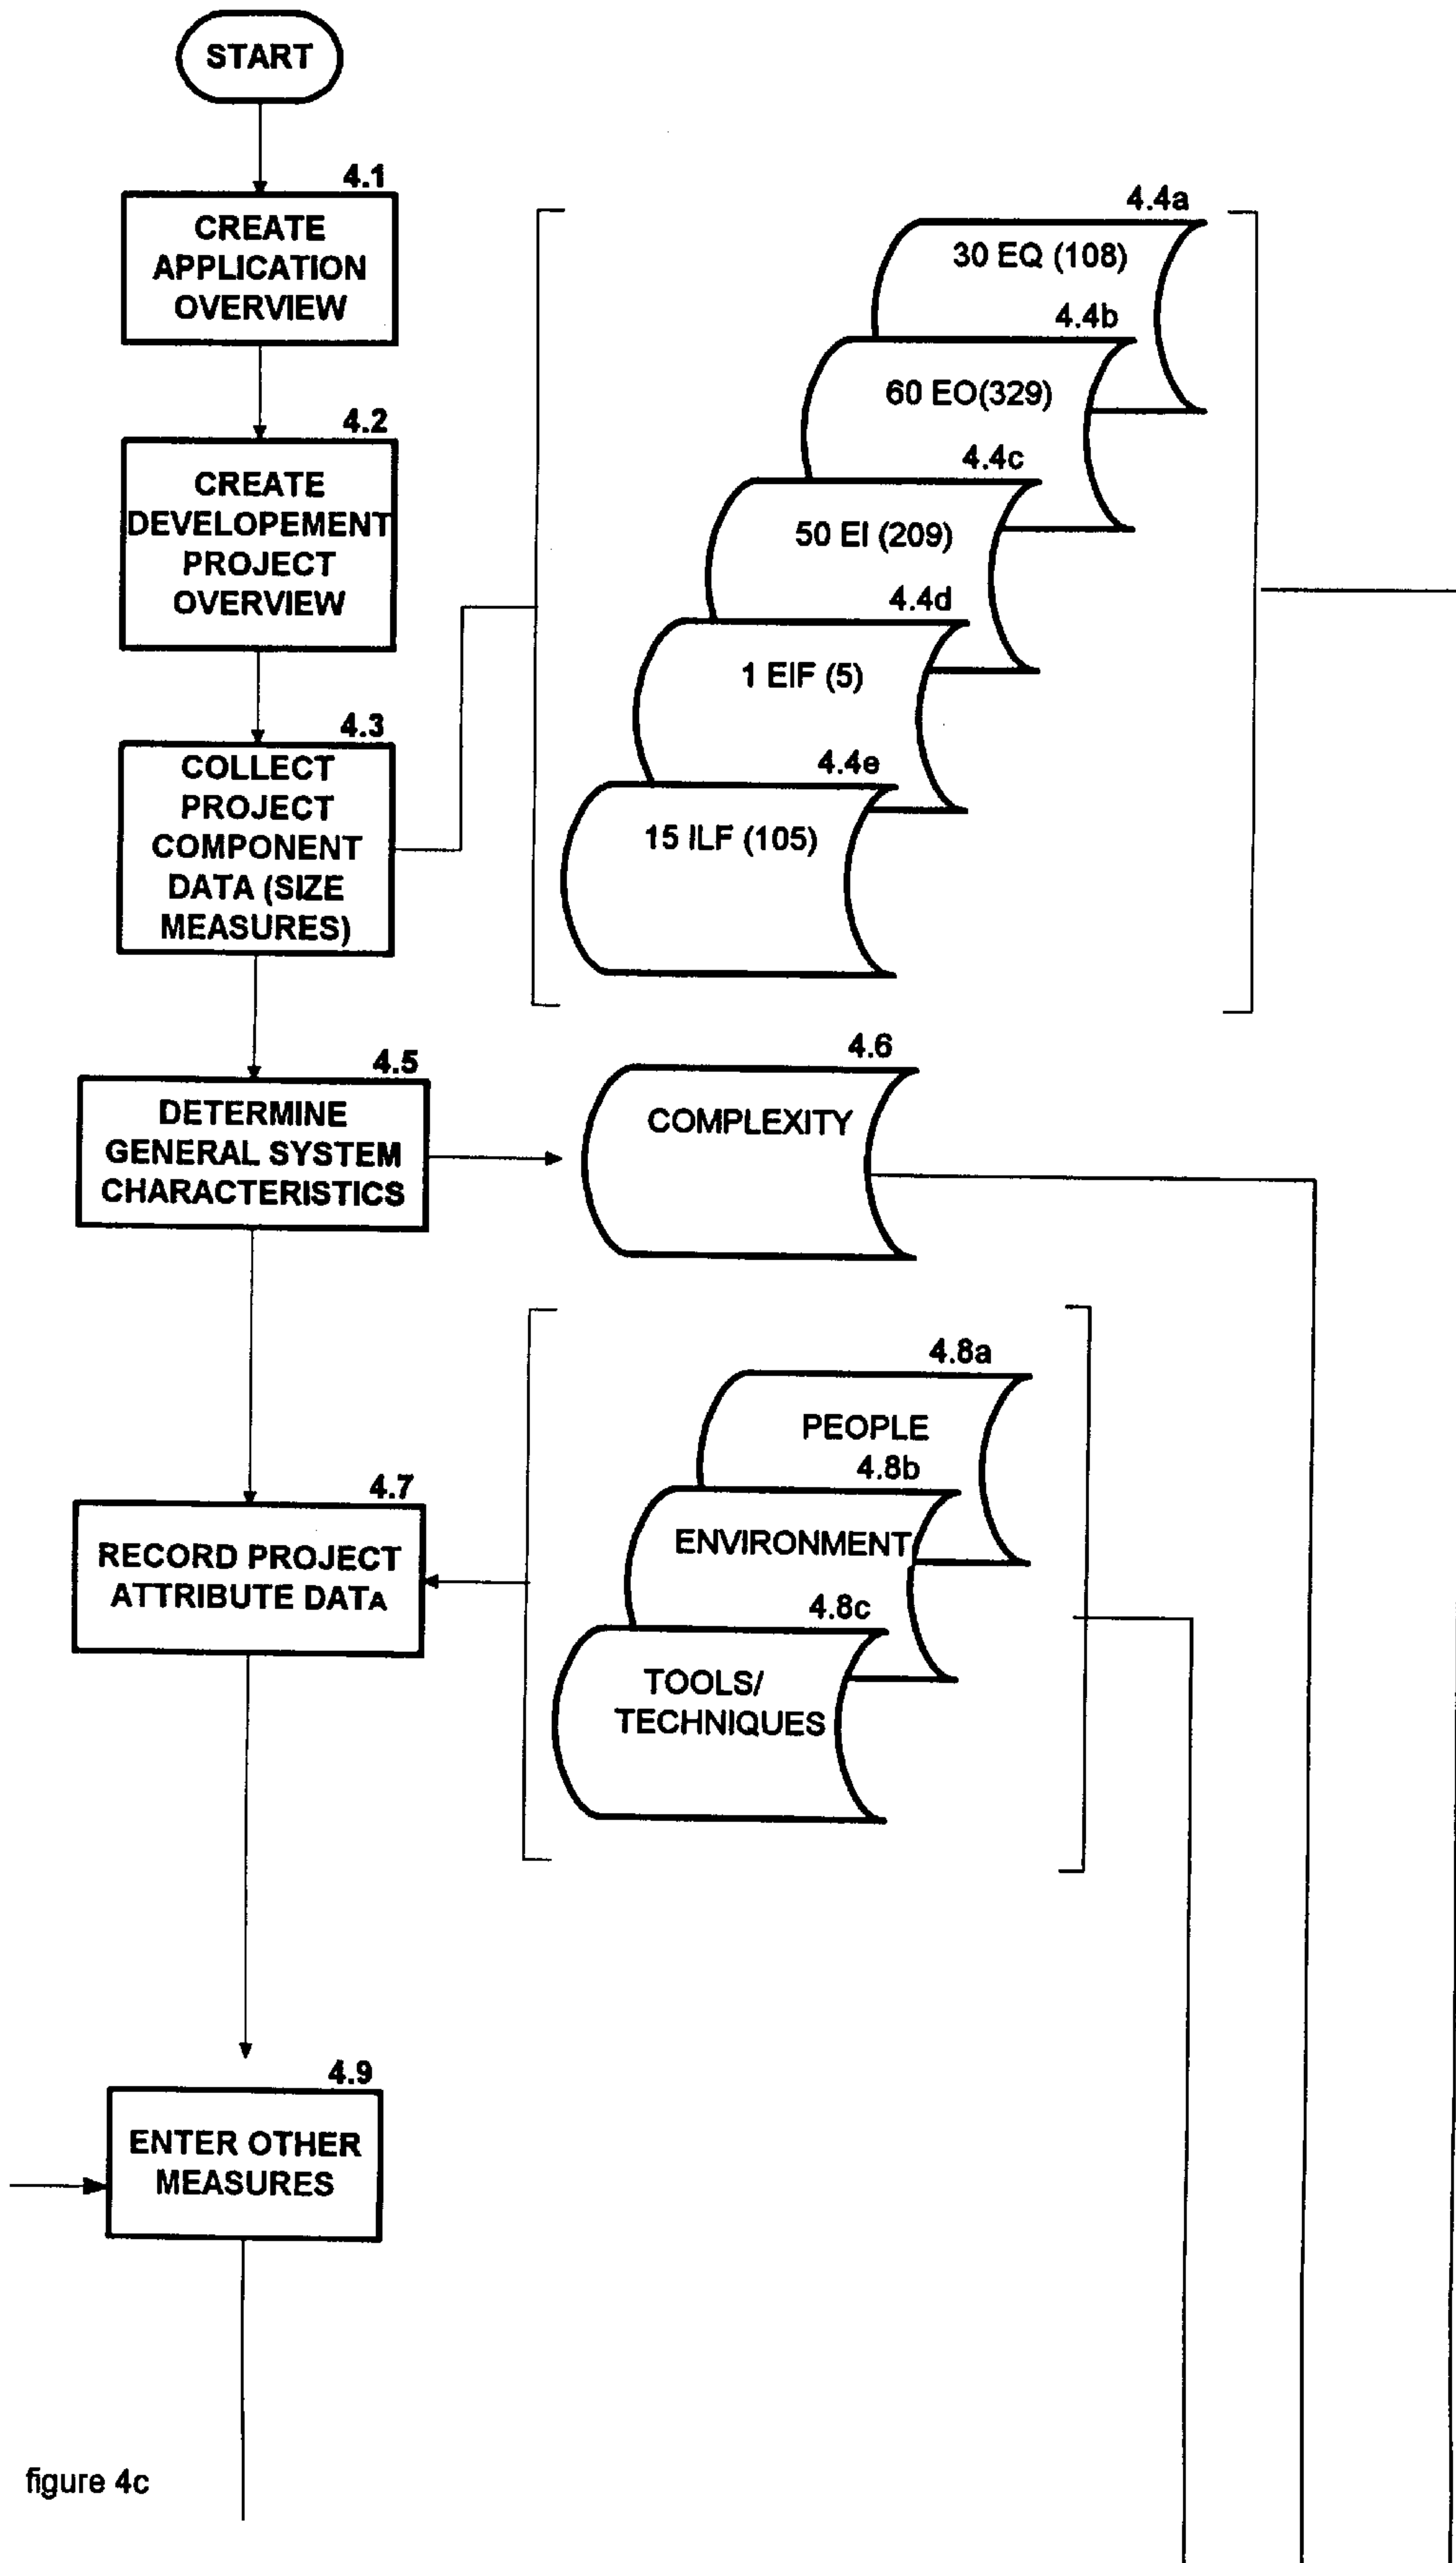 START
4.1
CREATE
APPLICATION
OVERVIEW
4.2
CREATE
DEVELOPEMENT
PROJECT
OVERVIEW
4.3
COLLECT
PROJECT
COMPONENT
DATA (SIZE
MEASURES)
4.4a
30 EQ (108)
4.4b
60 EO(329)
4.4c
50 EI (209)
4.4d
1 EIF (5)
4.4e
15 ILF (105)
4.5
DETERMINE
GENERAL SYSTEM
CHARACTERISTICS
4.6
COMPLEXITY
4.7
RECORD PROJECT
ATTRIBUTE DATA
4.8a
PEOPLE
4.8b
ENVIRONMENT
4.8c
TOOLS/
TECHNIQUES
4.9
ENTER OTHER
MEASURES
figure 4c